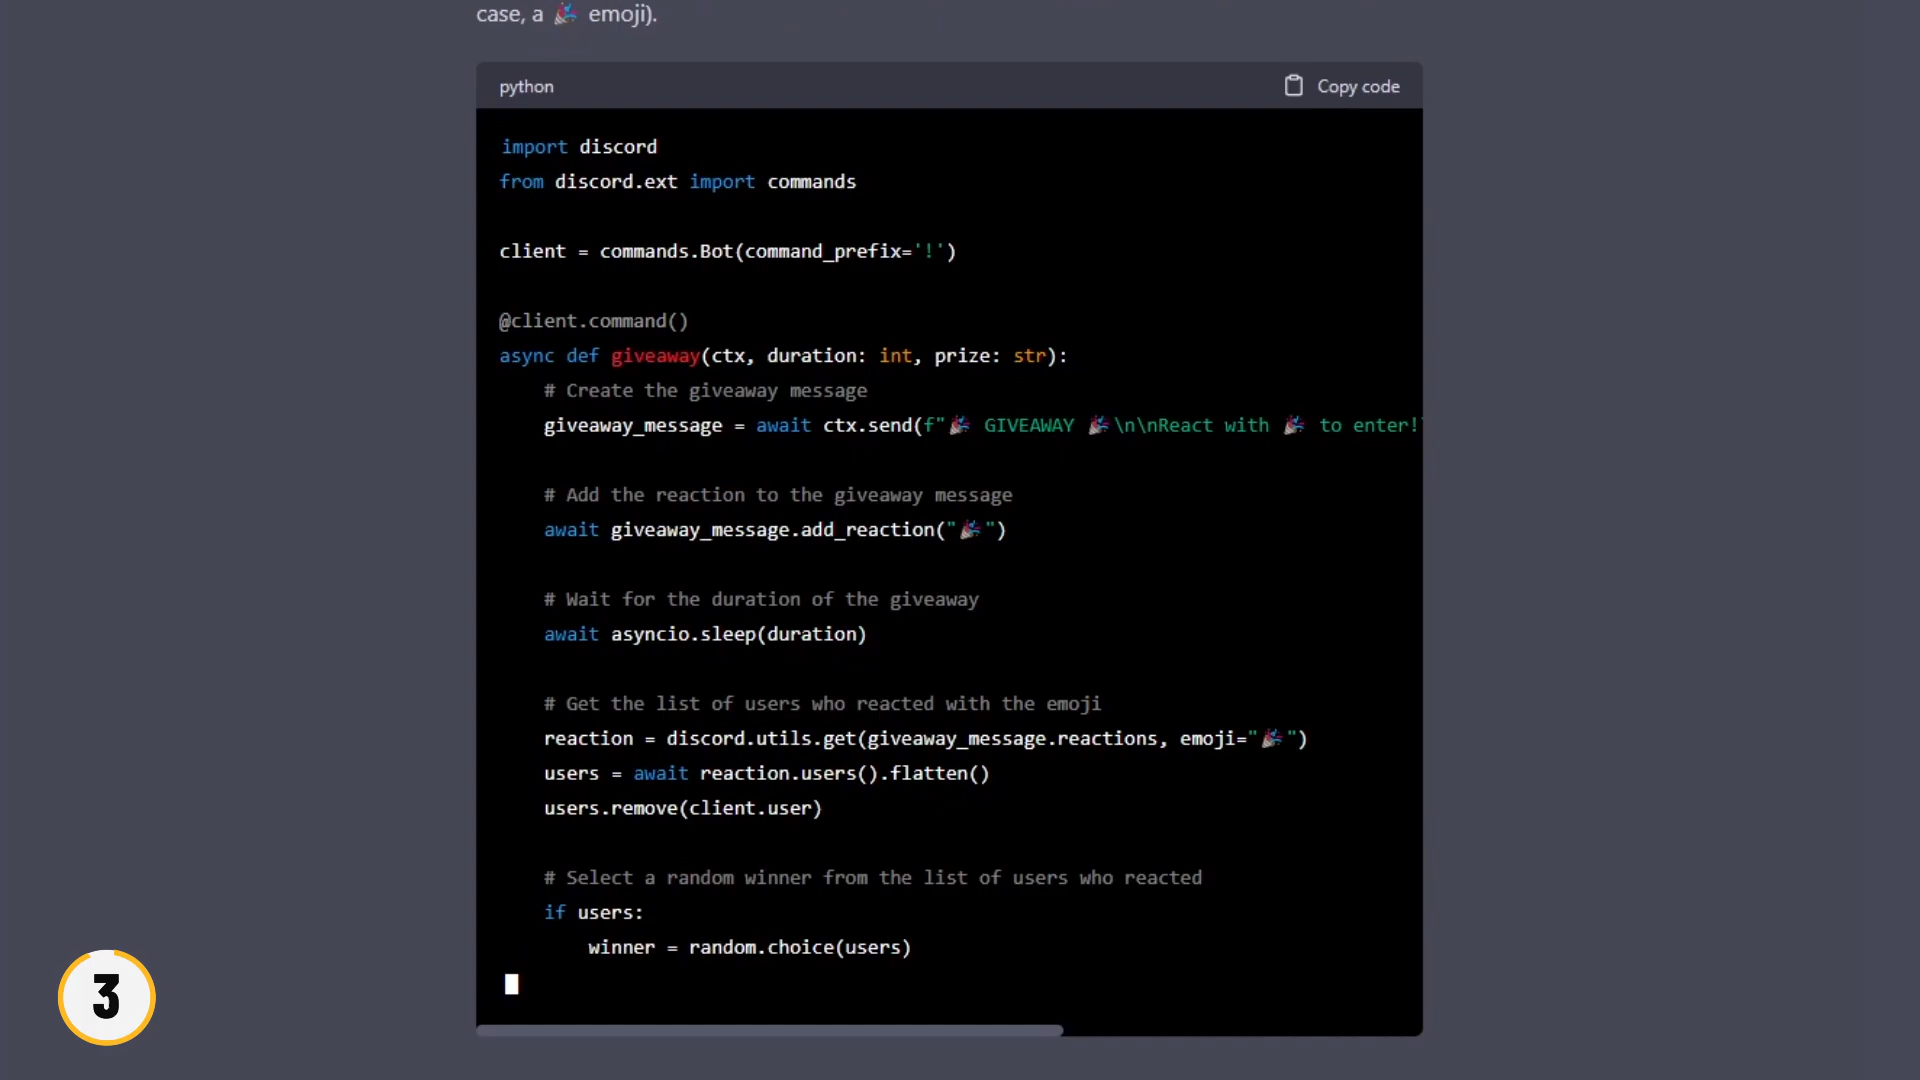 case, a 🎉 emoji).
python
Copy code
import discord
from discord.ext import commands
client = commands.Bot(command_prefix='!')
@client.command()
async def giveaway(ctx, duration: int, prize: str):
# Create the giveaway message
giveaway_message = await ctx.send(f"🎉 GIVEAWAY 🎉\n\nReact with 🎉 to enter!
# Add the reaction to the giveaway message
await giveaway_message.add_reaction("🎉")
# Wait for the duration of the giveaway
await asyncio.sleep(duration)
# Get the list of users who reacted with the emoji
reaction = discord.utils.get(giveaway_message.reactions, emoji="🎉")
users = await reaction.users().flatten()
users.remove(client.user)
# Select a random winner from the list of users who reacted
if users:
winner = random.choice(users)
3